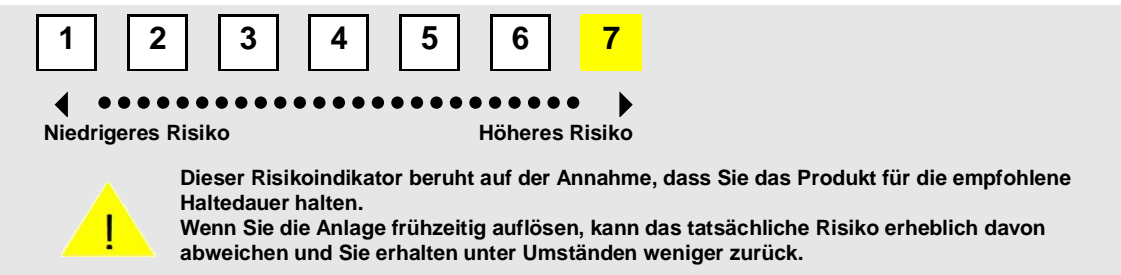 1 2 3 4 5 6 7
Niedrigeres Risiko Höheres Risiko
Dieser Risikoindikator beruht auf der Annahme, dass Sie das Produkt für die empfohlene
Haltedauer halten.
Wenn Sie die Anlage frühzeitig auflösen, kann das tatsächliche Risiko erheblich davon
abweichen und Sie erhalten unter Umständen weniger zurück.
!